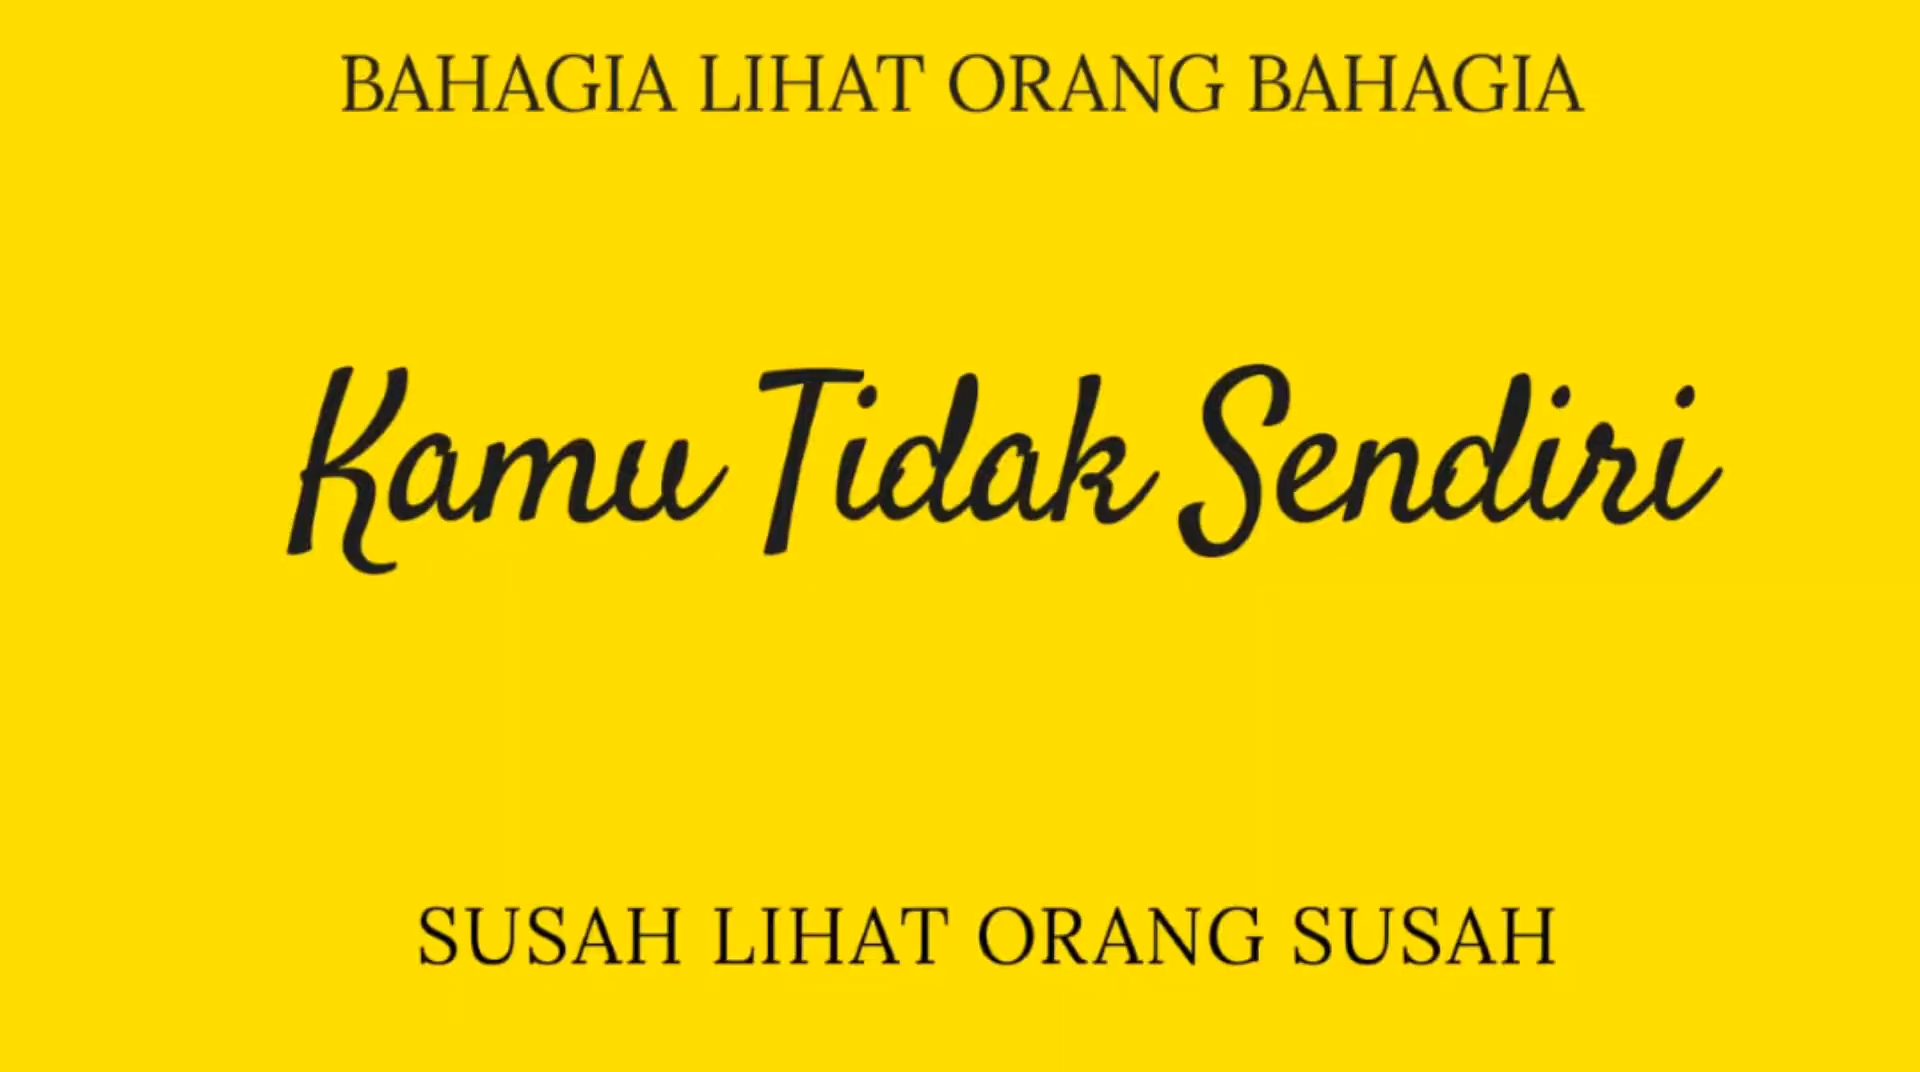 BAHAGIA LIHAT ORANG BAHAGIA
Kamu Tidak Sendiri
SUSAH LIHAT ORANG SUSAH